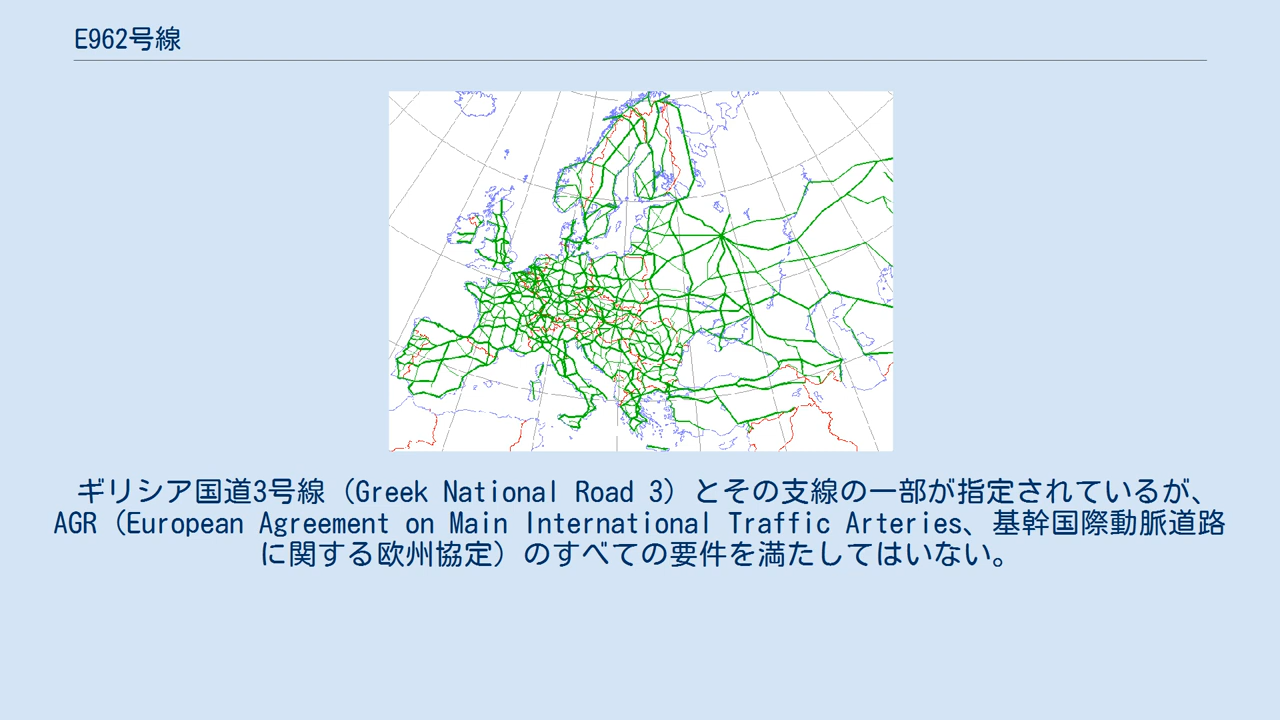 E962号線
ギリシア国道3号線（Greek National Road 3）とその支線の一部が指定されているが、
AGR（European Agreement on Main International Traffic Arteries、基幹国際動脈道路
に関する欧州協定）のすべての要件を満たしてはいない。